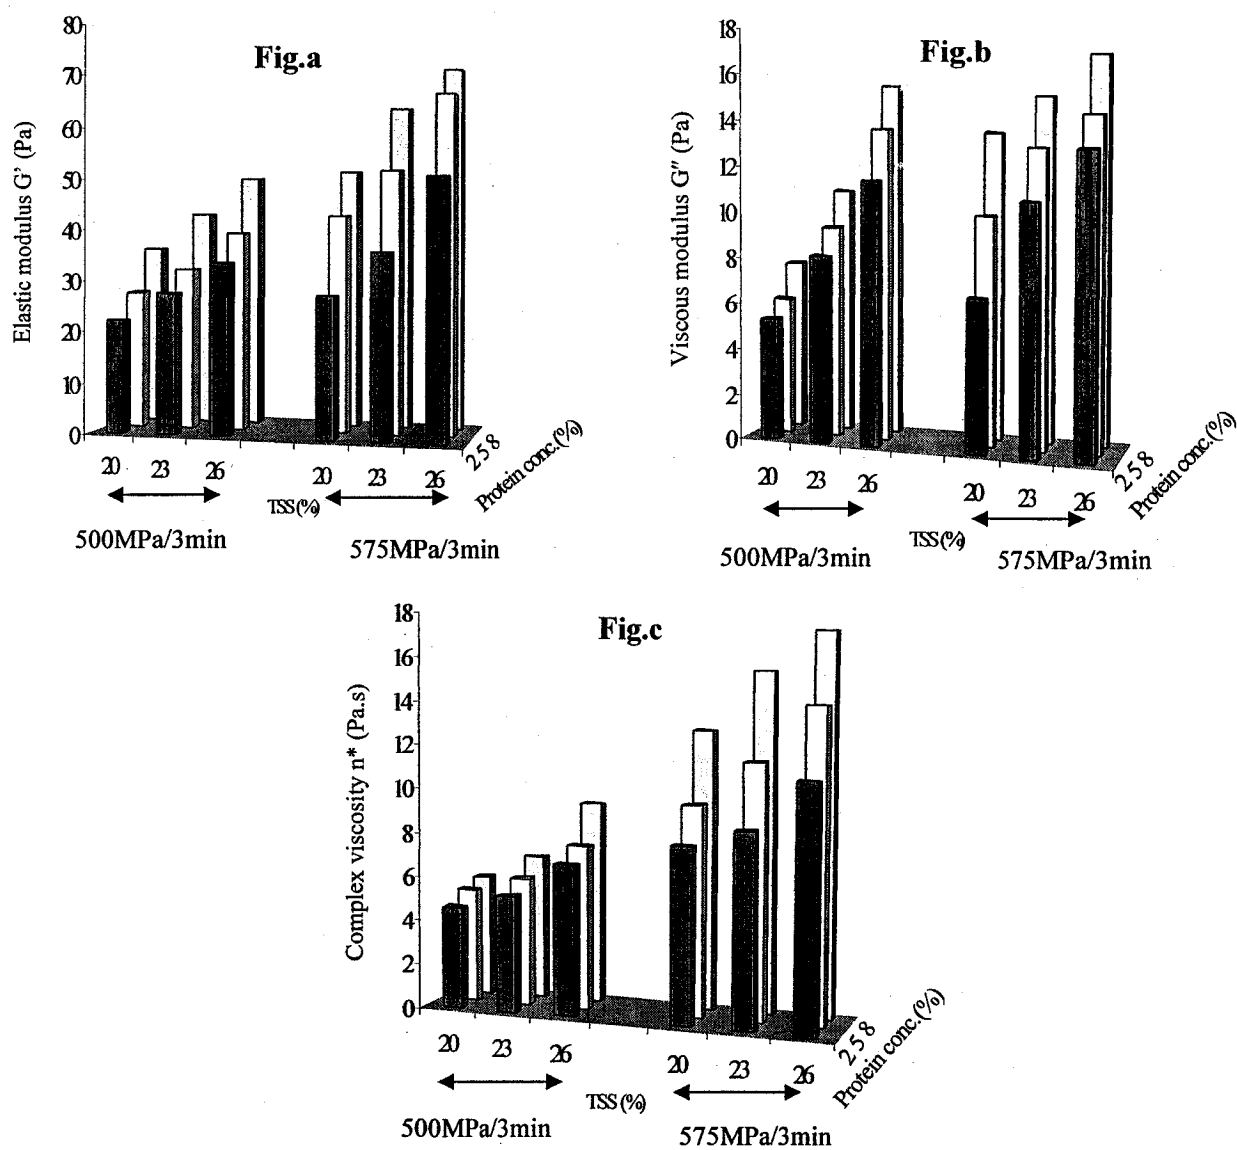 Fig.a
Elastic modulus G' (Pa)
80
70
60
50
40
30
20
10
0
20 23 26
20 23 26
TSS(%)
2 5 8
Protein conc.(%)
500MPa/3min
575MPa/3min
Fig.b
Viscous modulus G″ (Pa)
18
16
14
12
10
8
6
4
2
0
20 23 26
20 23 26
TSS(%)
2 5 8
Protein conc.(%)
500MPa/3min
575MPa/3min
Fig.c
Complex viscosity n* (Pa.s)
18
16
14
12
10
8
6
4
2
0
20 23 26
20 23 26
TSS(%)
2 5 8
Protein conc.(%)
500MPa/3min
575MPa/3min